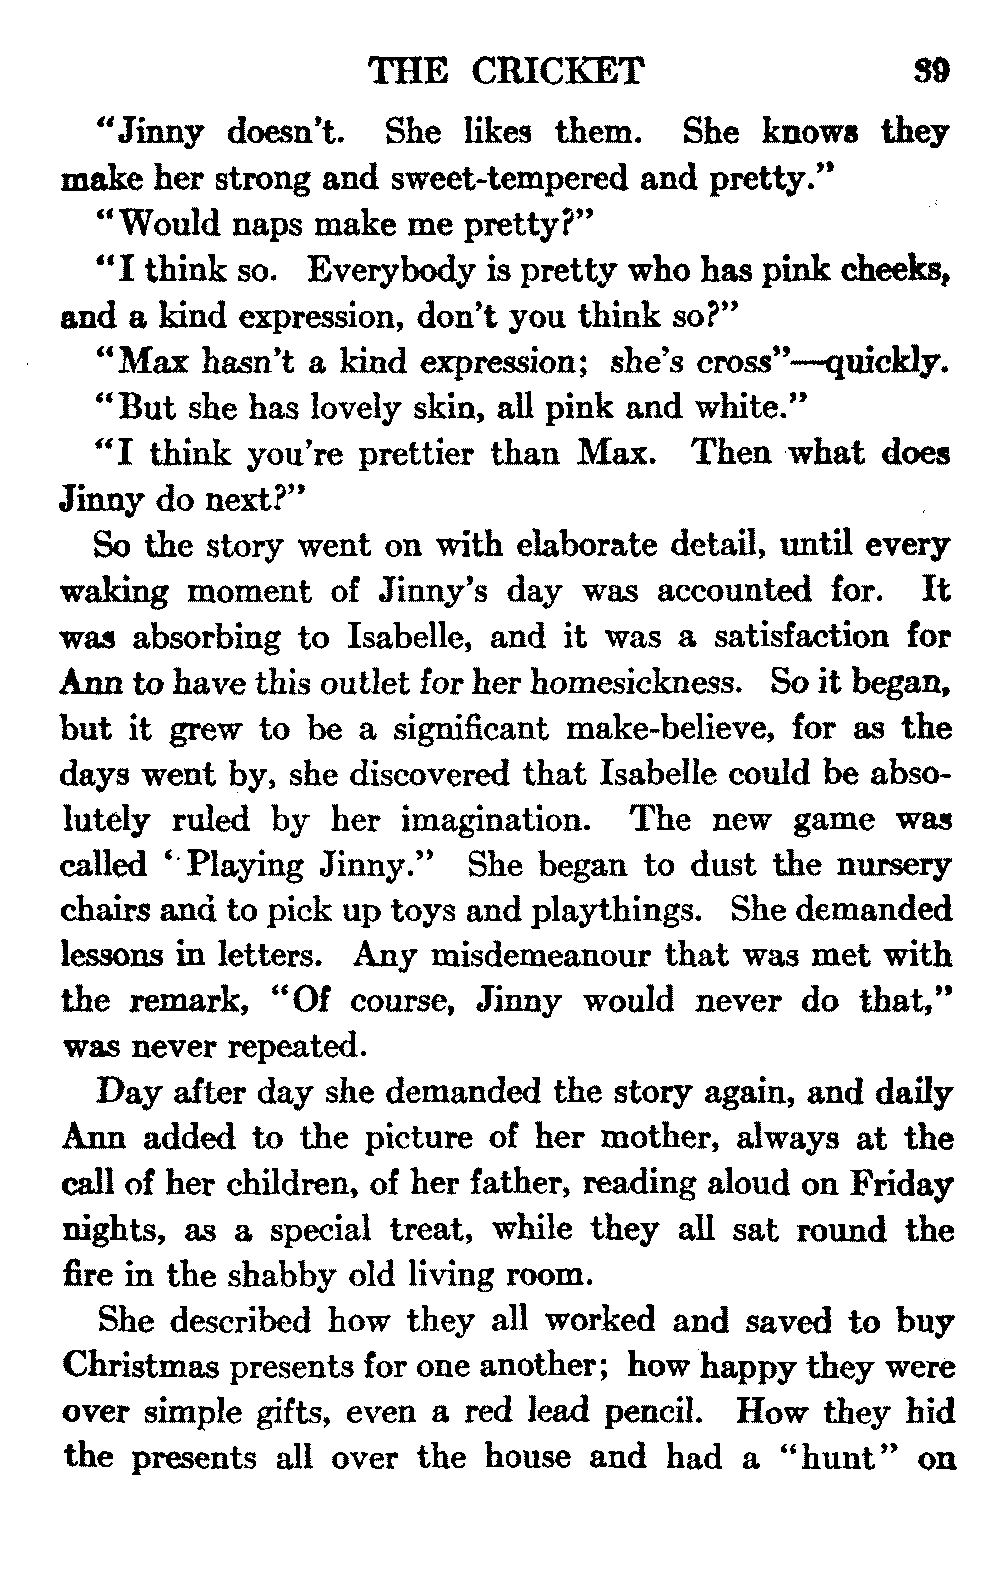 THE CRICKET 39
"Jinny doesn't. She likes them. She knows they
make her strong and sweet-tempered and pretty."
"Would naps make me pretty?"
"I think so. Everybody is pretty who has pink cheeks,
and a kind expression, don't you think so?"
"Max hasn't a kind expression; she's cross"—quickly.
"But she has lovely skin, all pink and white."
"I think you're prettier than Max. Then what does
Jinny do next?"
So the story went on with elaborate detail, until every
waking moment of Jinny's day was accounted for. It
was absorbing to Isabelle, and it was a satisfaction for
Ann to have this outlet for her homesickness. So it began,
but it grew to be a significant make-believe, for as the
days went by, she discovered that Isabelle could be abso-
lutely ruled by her imagination. The new game was
called "Playing Jinny." She began to dust the nursery
chairs and to pick up toys and playthings. She demanded
lessons in letters. Any misdemeanour that was met with
the remark, "Of course, Jinny would never do that,"
was never repeated.
Day after day she demanded the story again, and daily
Ann added to the picture of her mother, always at the
call of her children, of her father, reading aloud on Friday
nights, as a special treat, while they all sat round the
fire in the shabby old living room.
She described how they all worked and saved to buy
Christmas presents for one another; how happy they were
over simple gifts, even a red lead pencil. How they hid
the presents all over the house and had a "hunt" on